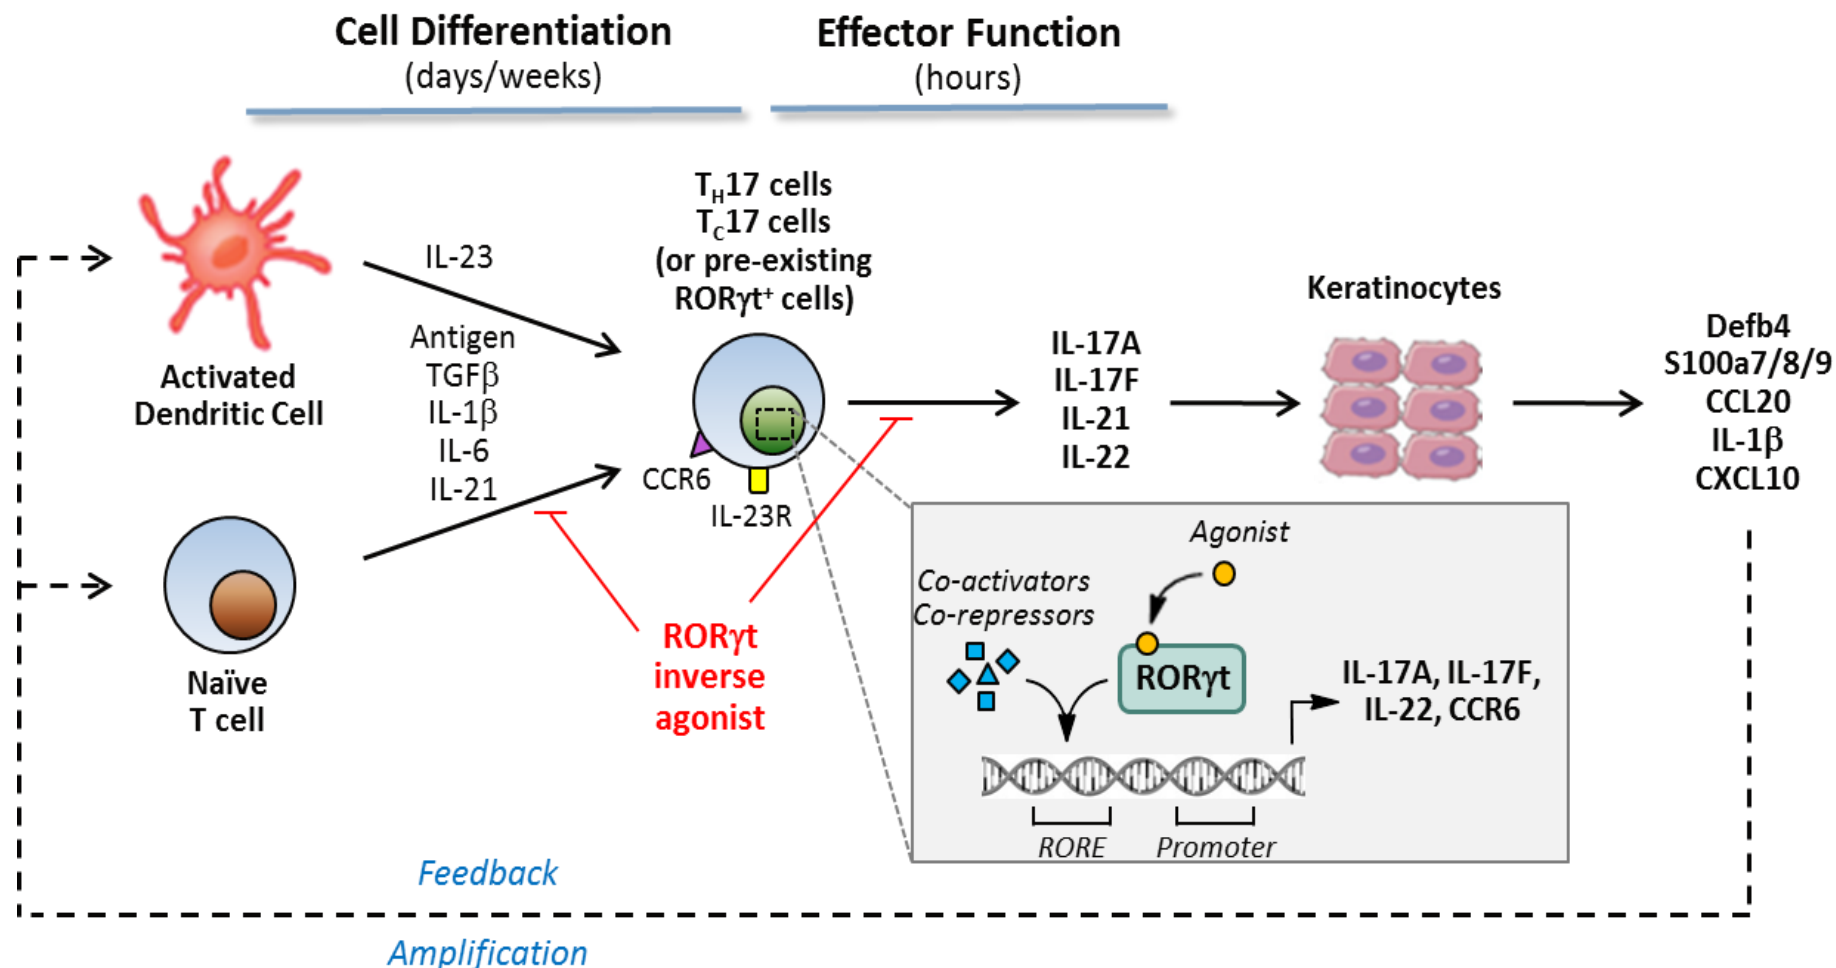 Cell Differentiation
(days/weeks)
Effector Function
(hours)
TH17 cells
TC17 cells
(or pre-existing
RORγt+ cells)
IL-23
Antigen
TGFβ
IL-1β
IL-6
IL-21
Activated
Dendritic Cell
Naïve
T cell
CCR6
IL-23R
IL-17A
IL-17F
IL-21
IL-22
Keratinocytes
Defb4
S100a7/8/9
CCL20
IL-1β
CXCL10
RORγt
inverse
agonist
Agonist
Co-activators
Co-repressors
RORγt
IL-17A, IL-17F,
IL-22, CCR6
RORE
Promoter
Feedback
Amplification